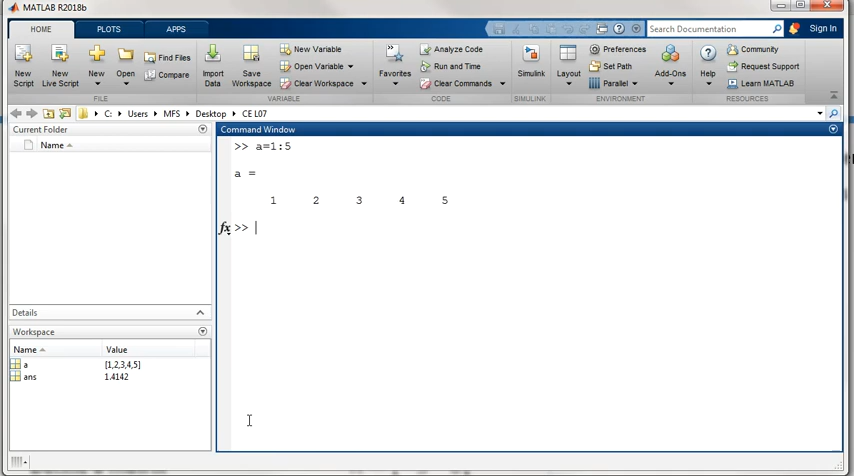 MATLAB R2018b
HOME PLOTS APPS
Search Documentation Sign In
New Script
New Live Script
New
Open
Find Files
Compare
Import Data
Save Workspace
New Variable
Open Variable
Clear Workspace
Favorites
Analyze Code
Run and Time
Clear Commands
Simulink
Layout
Preferences
Set Path
Parallel
Add-Ons
Help
Community
Request Support
Learn MATLAB
FILE VARIABLE CODE SIMULINK ENVIRONMENT RESOURCES
C: Users MFS Desktop CE L07
Current Folder
Name
Details
Workspace
Name Value
a [1,2,3,4,5]
ans 1.4142
Command Window
>> a=1:5
a =
1 2 3 4 5
fx >>